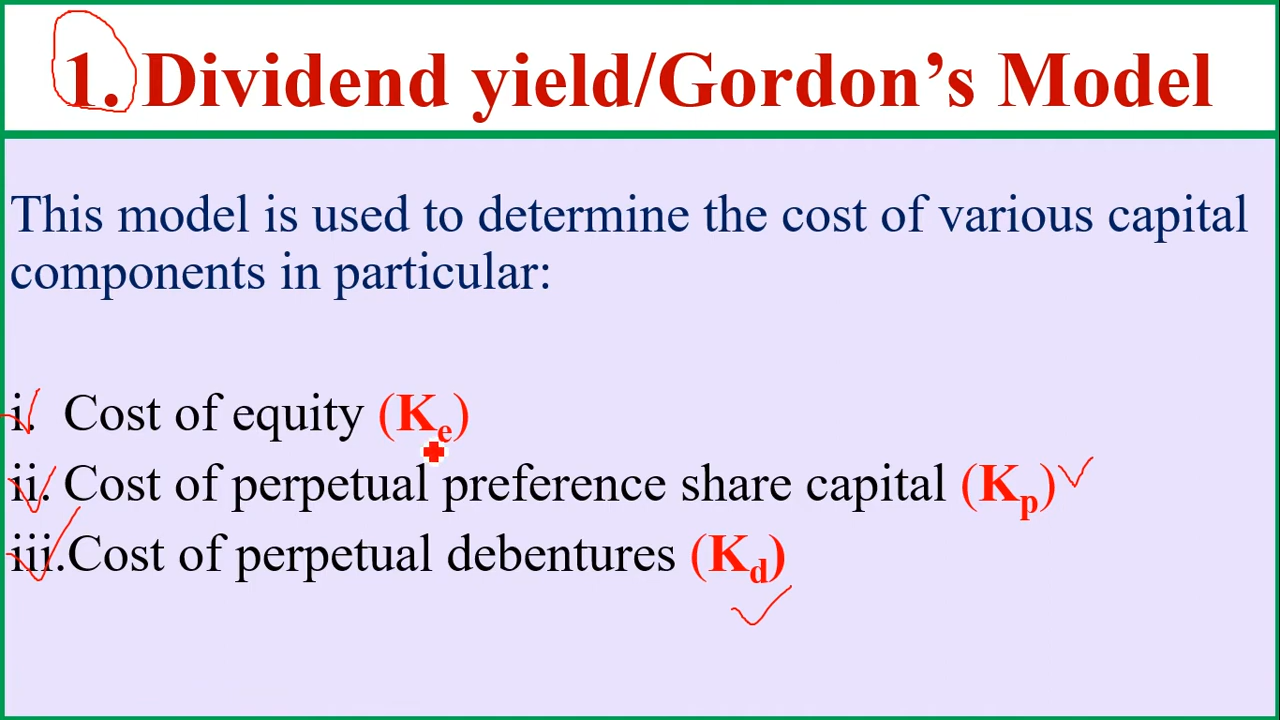 1. Dividend yield/Gordon’s Model
This model is used to determine the cost of various capital
components in particular:
i. Cost of equity (Ke)
ii. Cost of perpetual preference share capital (Kp)
iii.Cost of perpetual debentures (Kd)